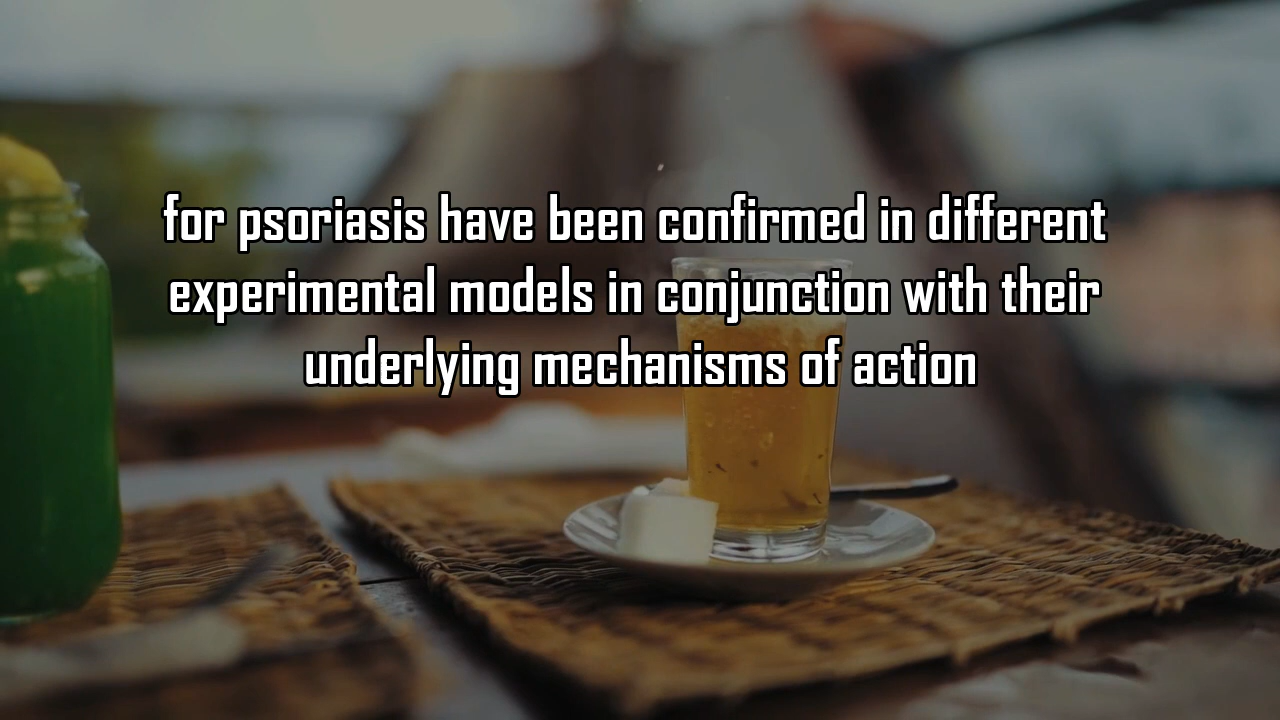 for psoriasis have been confirmed in different
experimental models in conjunction with their
underlying mechanisms of action